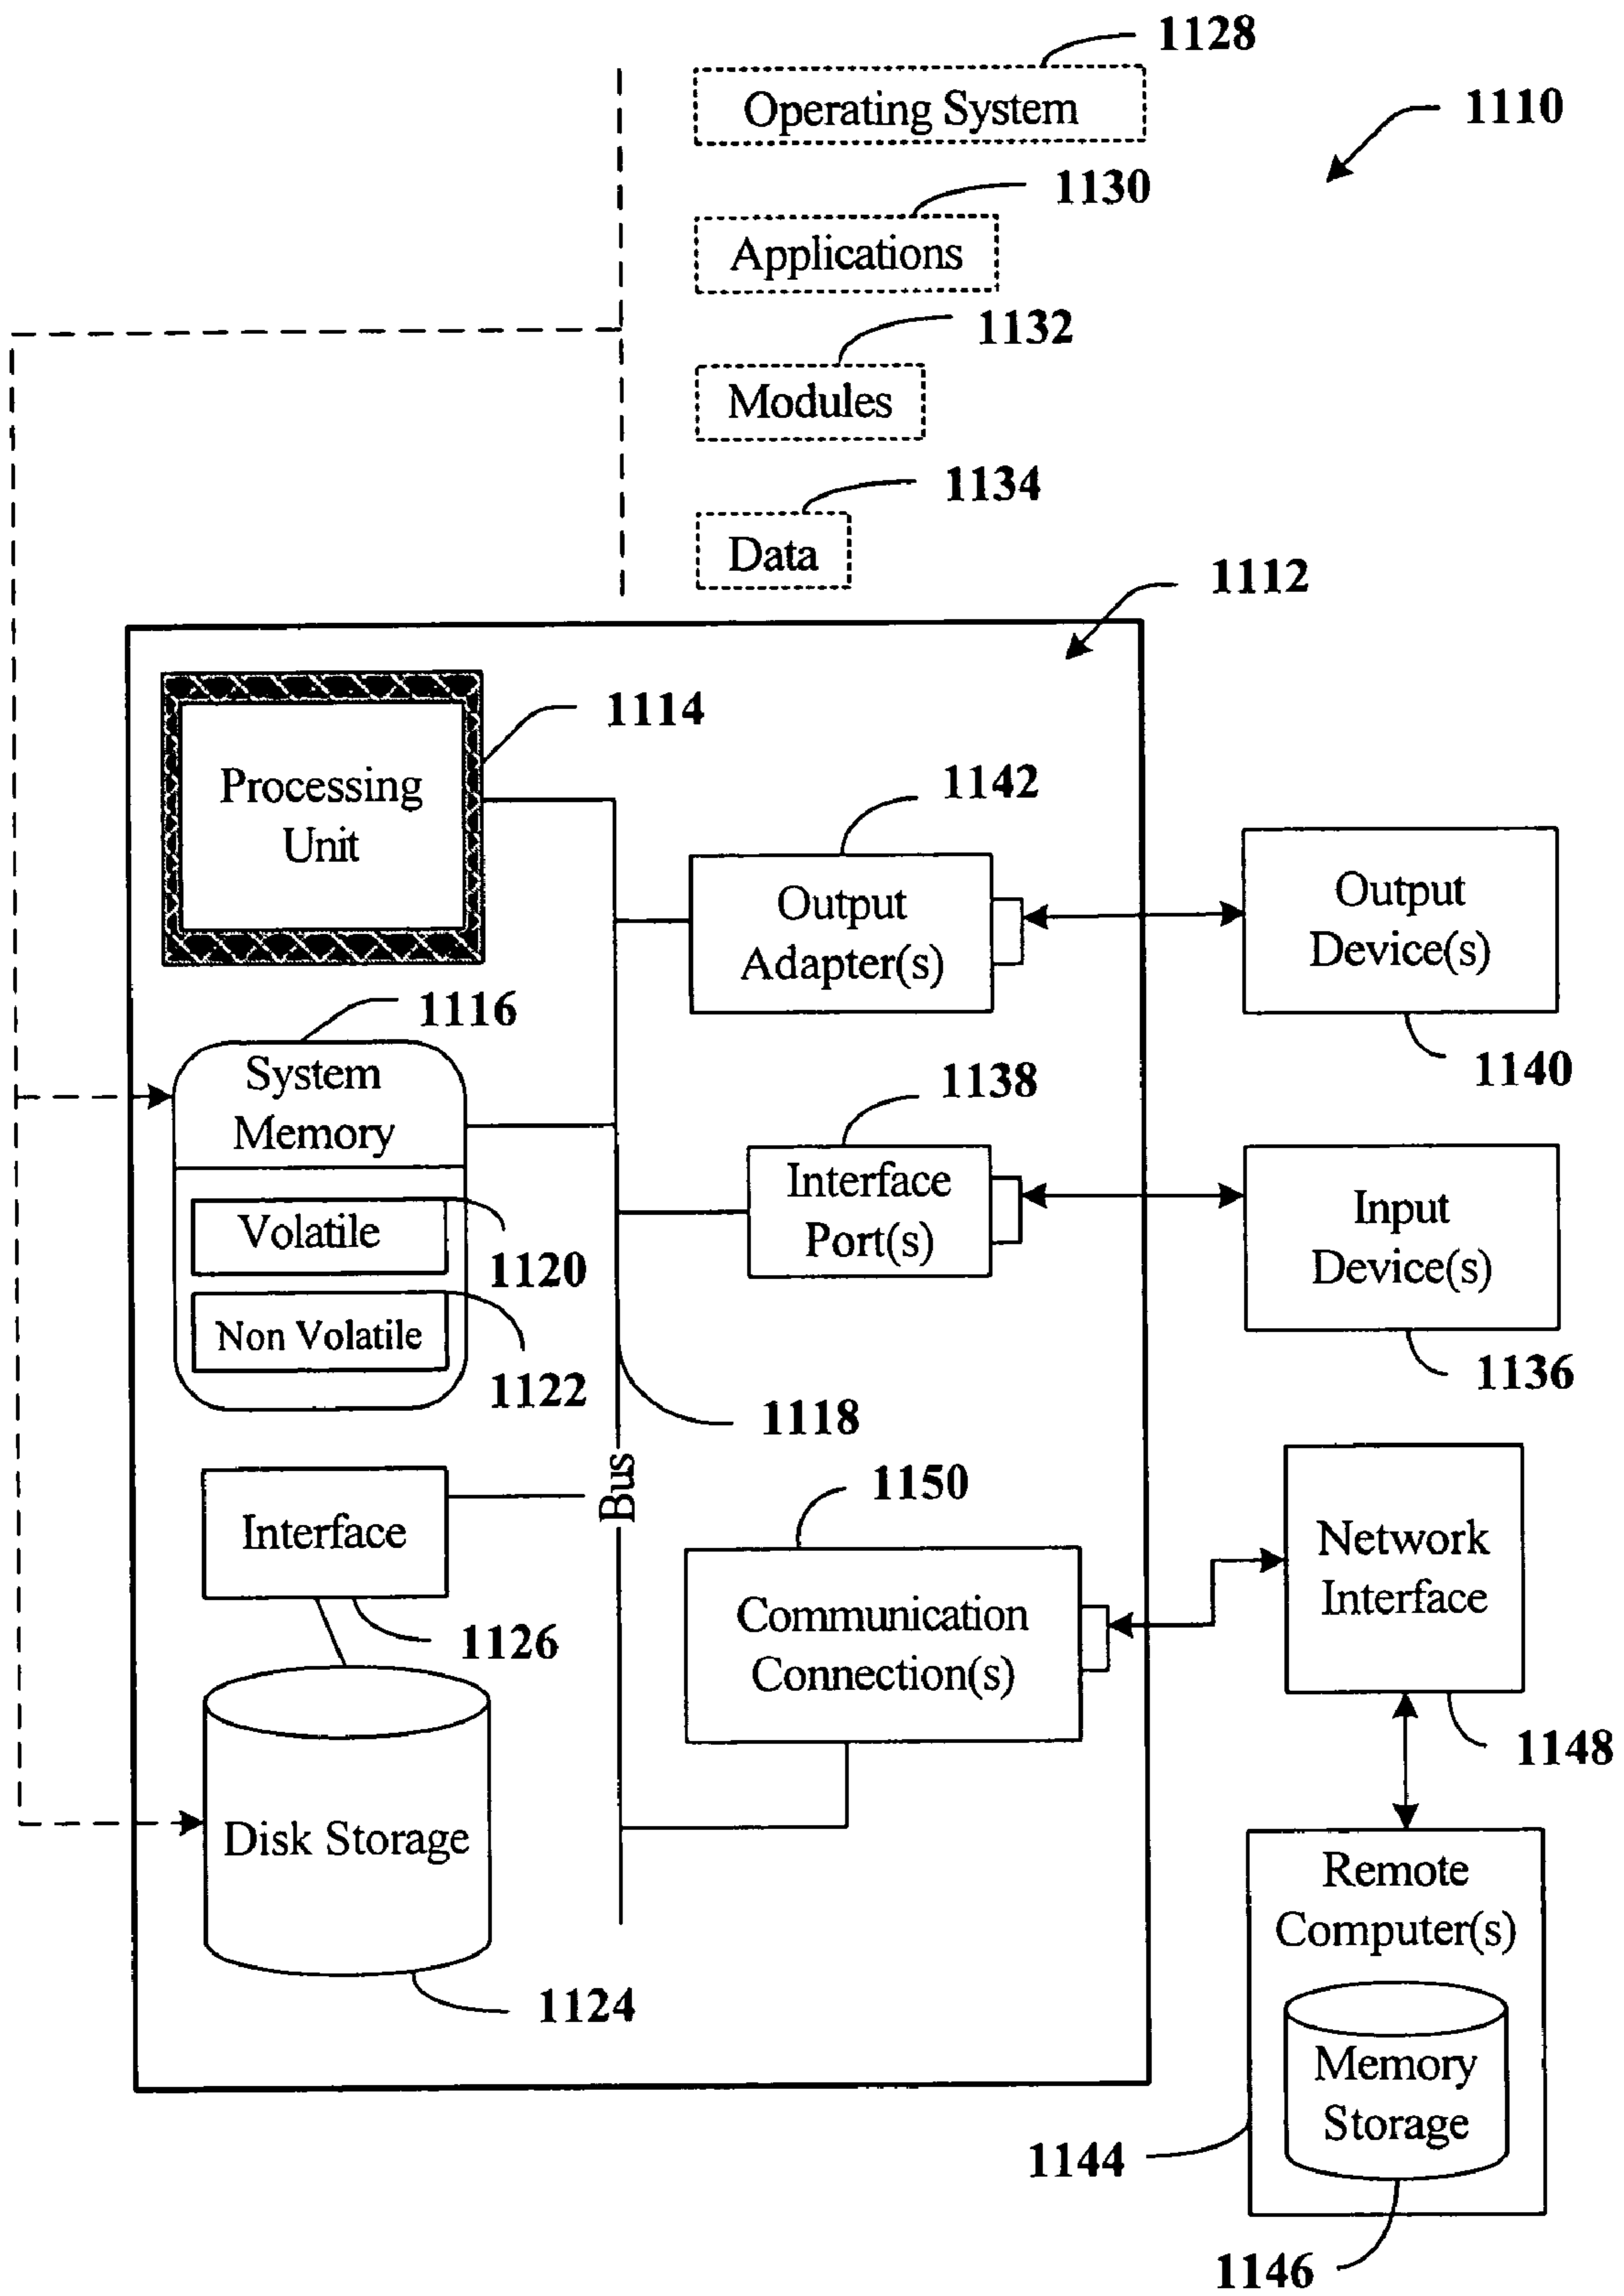 1128
Operating System
1110
1130
Applications
1132
Modules
1134
Data
1112
1114
Processing
Unit
1142
Output
Adapter(s)
Output
Device(s)
1140
1116
System
Memory
1138
Interface
Port(s)
Input
Device(s)
1136
Volatile
1120
Non Volatile
1122
1118
Bus
1150
Interface
1126
Communication
Connection(s)
Network
Interface
1148
Disk Storage
1124
Remote
Computer(s)
Memory
Storage
1144
1146